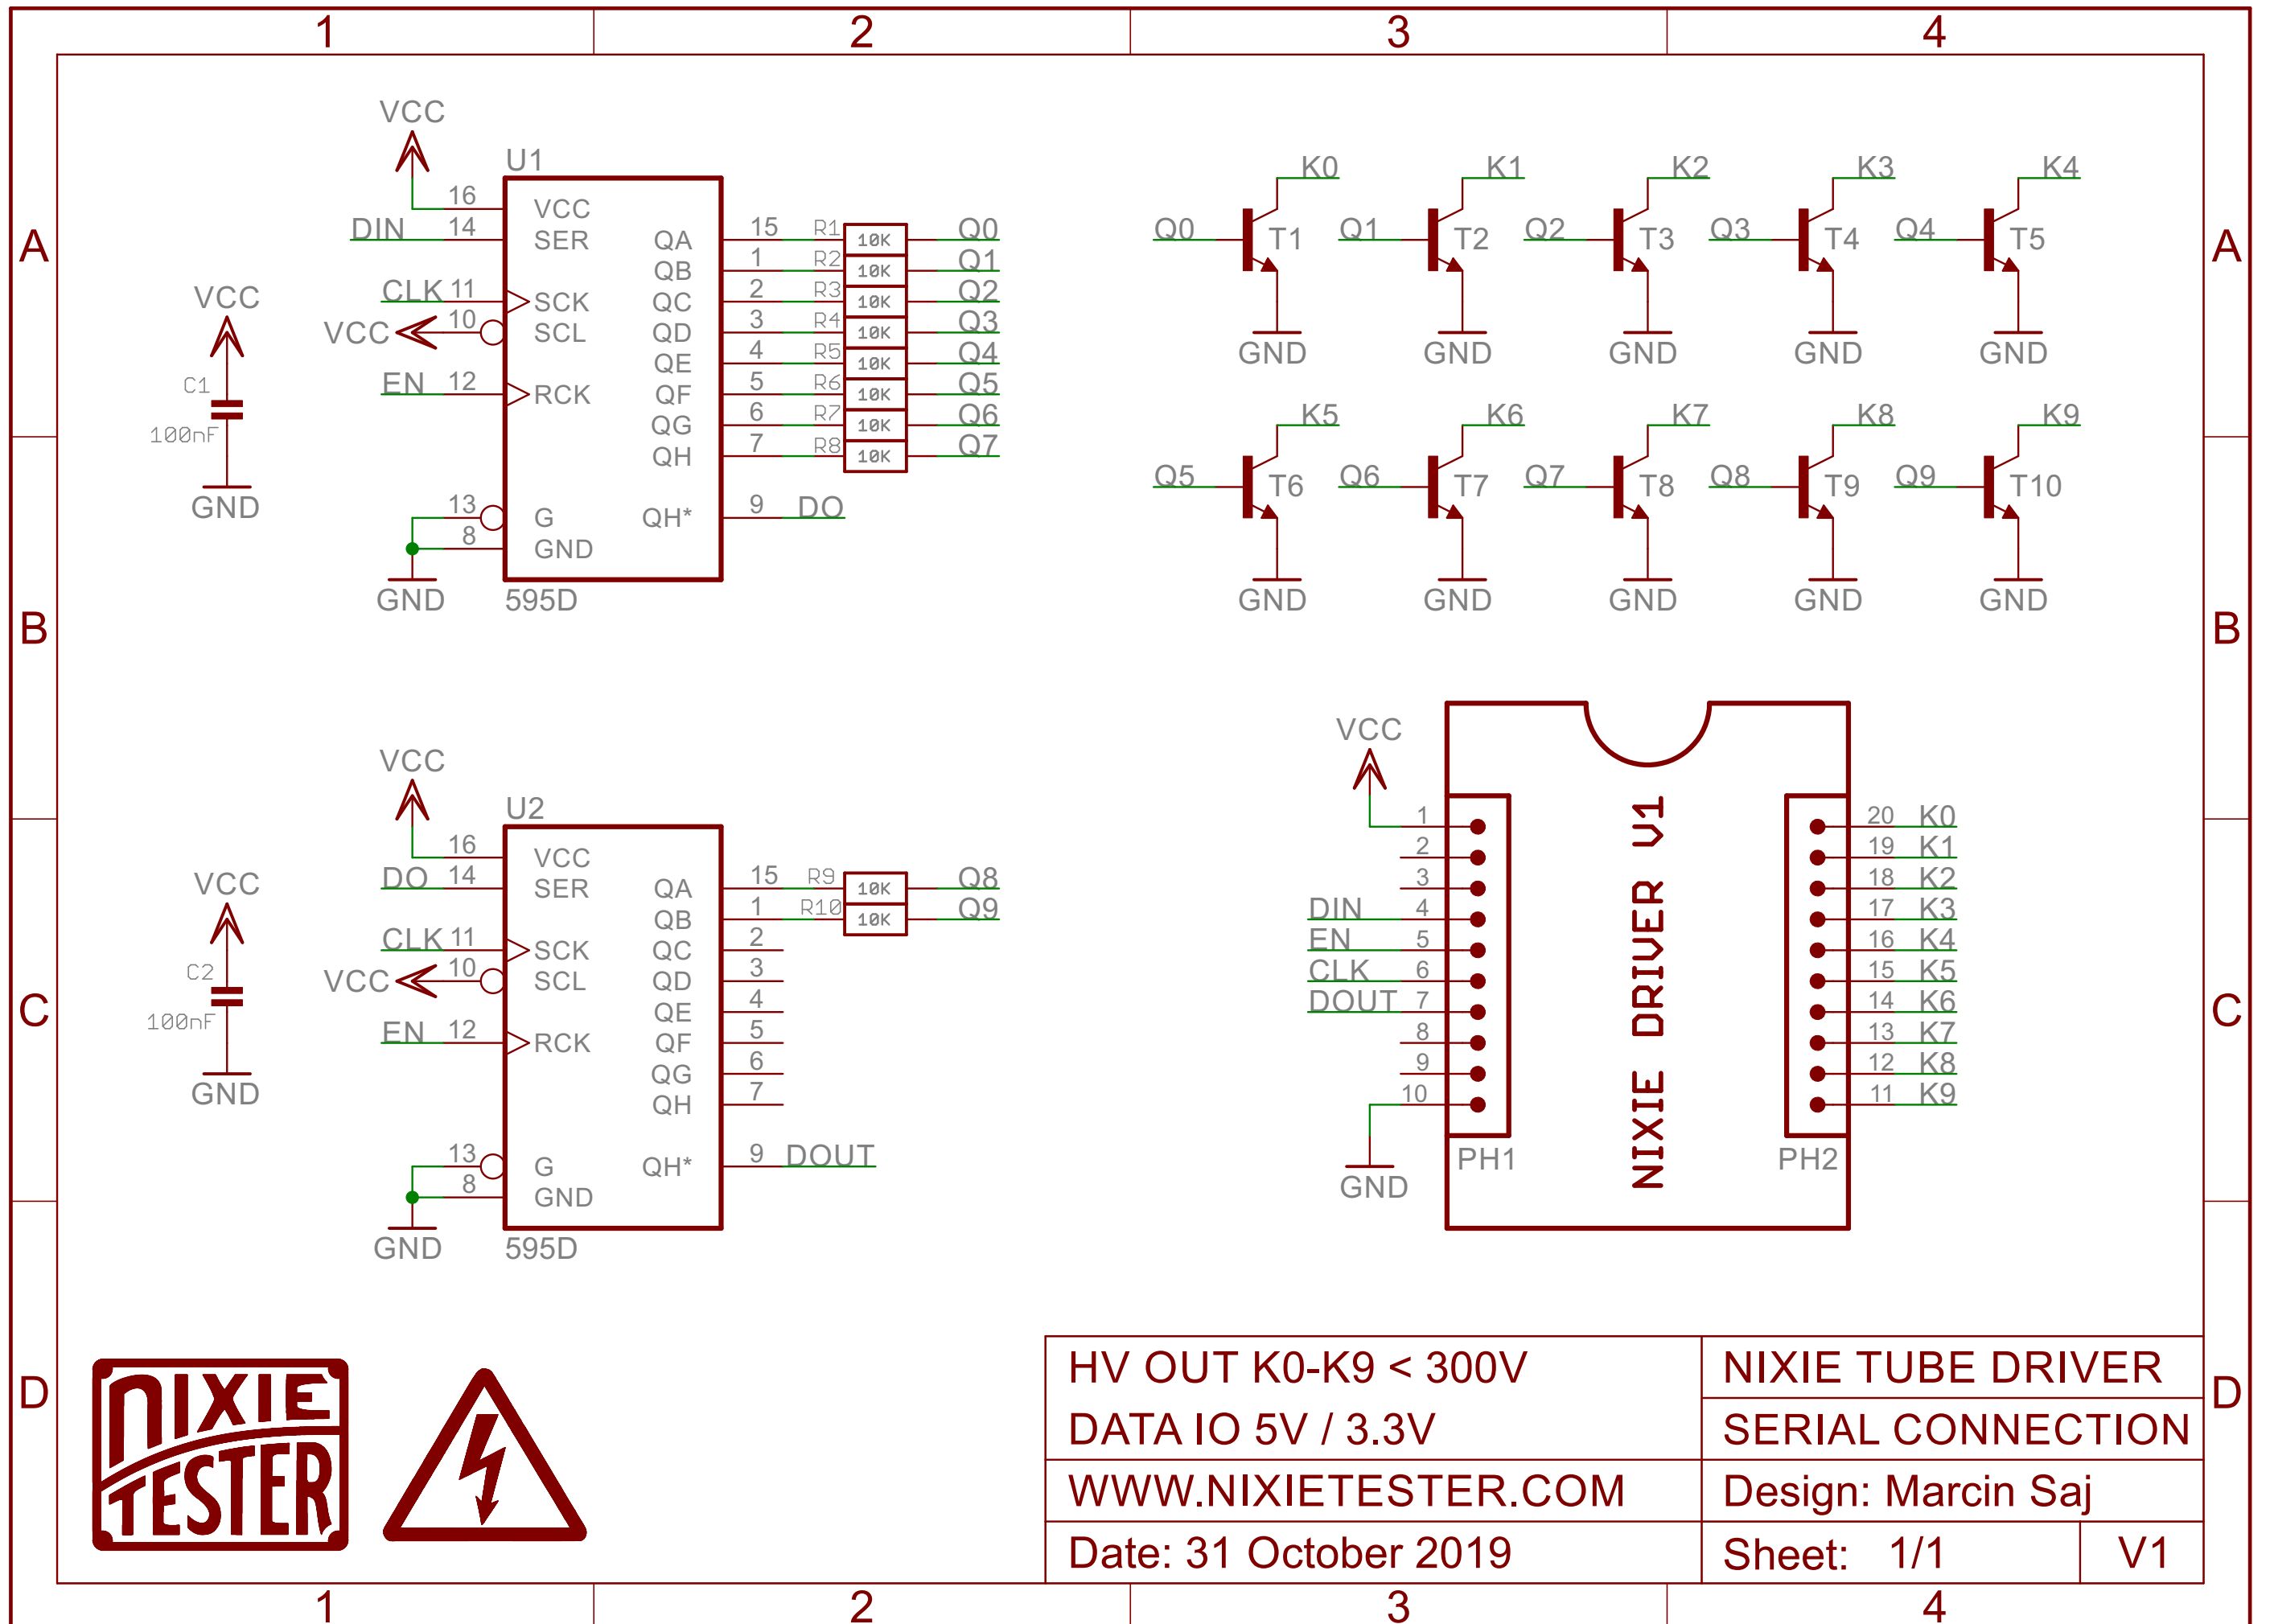 1 2 3 4
A A
B B
C C
D D
VCC
U1
16 VCC
DIN 14 SER
CLK 11 SCK
VCC 10 SCL
EN 12 RCK
13 G
8 GND
GND
595D
QA 15 R1 10K Q0
QB 1 R2 10K Q1
QC 2 R3 10K Q2
QD 3 R4 10K Q3
QE 4 R5 10K Q4
QF 5 R6 10K Q5
QG 6 R7 10K Q6
QH 7 R8 10K Q7
QH* 9 DO
VCC
C1
100nF
GND
K0 K1 K2 K3 K4
Q0 T1 Q1 T2 Q2 T3 Q3 T4 Q4 T5
GND GND GND GND GND
K5 K6 K7 K8 K9
Q5 T6 Q6 T7 Q7 T8 Q8 T9 Q9 T10
GND GND GND GND GND
VCC
U2
16 VCC
DO 14 SER
CLK 11 SCK
VCC 10 SCL
EN 12 RCK
13 G
8 GND
GND
595D
QA 15 R9 10K Q8
QB 1 R10 10K Q9
QC 2
QD 3
QE 4
QF 5
QG 6
QH 7
QH* 9 DOUT
VCC
C2
100nF
GND
VCC
1
2
3
DIN 4
EN 5
CLK 6
DOUT 7
8
9
10
GND
PH1
NIXIE DRIVER V1
20 K0
19 K1
18 K2
17 K3
16 K4
15 K5
14 K6
13 K7
12 K8
11 K9
PH2
NIXIE
TESTER
HV OUT K0-K9 < 300V
DATA IO 5V / 3.3V
WWW.NIXIETESTER.COM
Date: 31 October 2019
NIXIE TUBE DRIVER
SERIAL CONNECTION
Design: Marcin Saj
Sheet: 1/1 V1
1 2 3 4